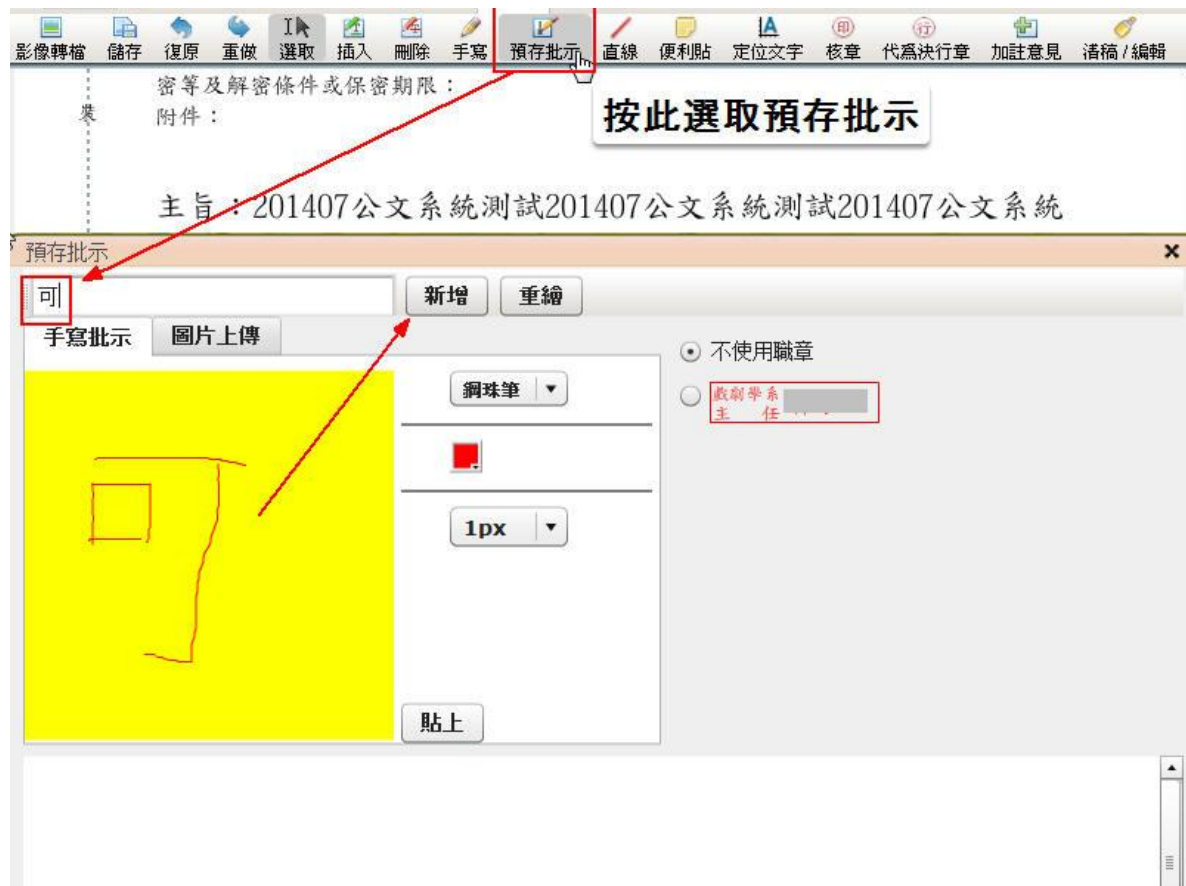 影像轉檔 儲存 復原 重做 選取 插入 刪除 手寫 預存批示 直線 便利貼 定位文字 核章 代為決行章 加註意見 清稿/編輯
密等及解密條件或保密期限：
裝
附件：
按此選取預存批示
主旨：201407公文系統測試201407公文系統測試201407公文系統
預存批示
可 新增 重繪
手寫批示 圖片上傳
不使用職章
鋼珠筆
戲劇學系
主 任
可
1px
貼上